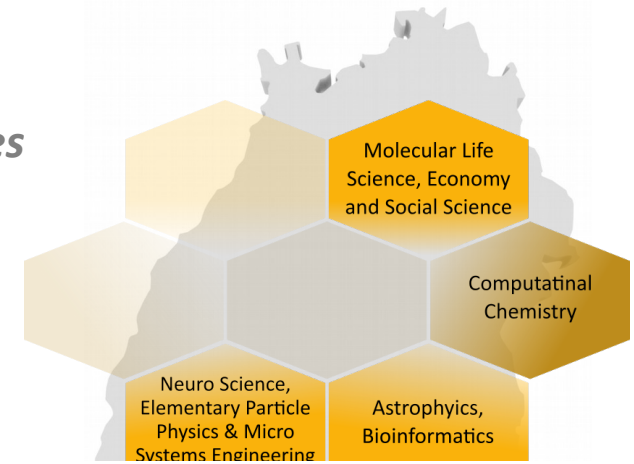 es
Molecular Life
Science, Economy
and Social Science
Computatinal
Chemistry
Neuro Science,
Elementary Particle
Physics & Micro
Systems Engineering
Astrophyics,
Bioinformatics